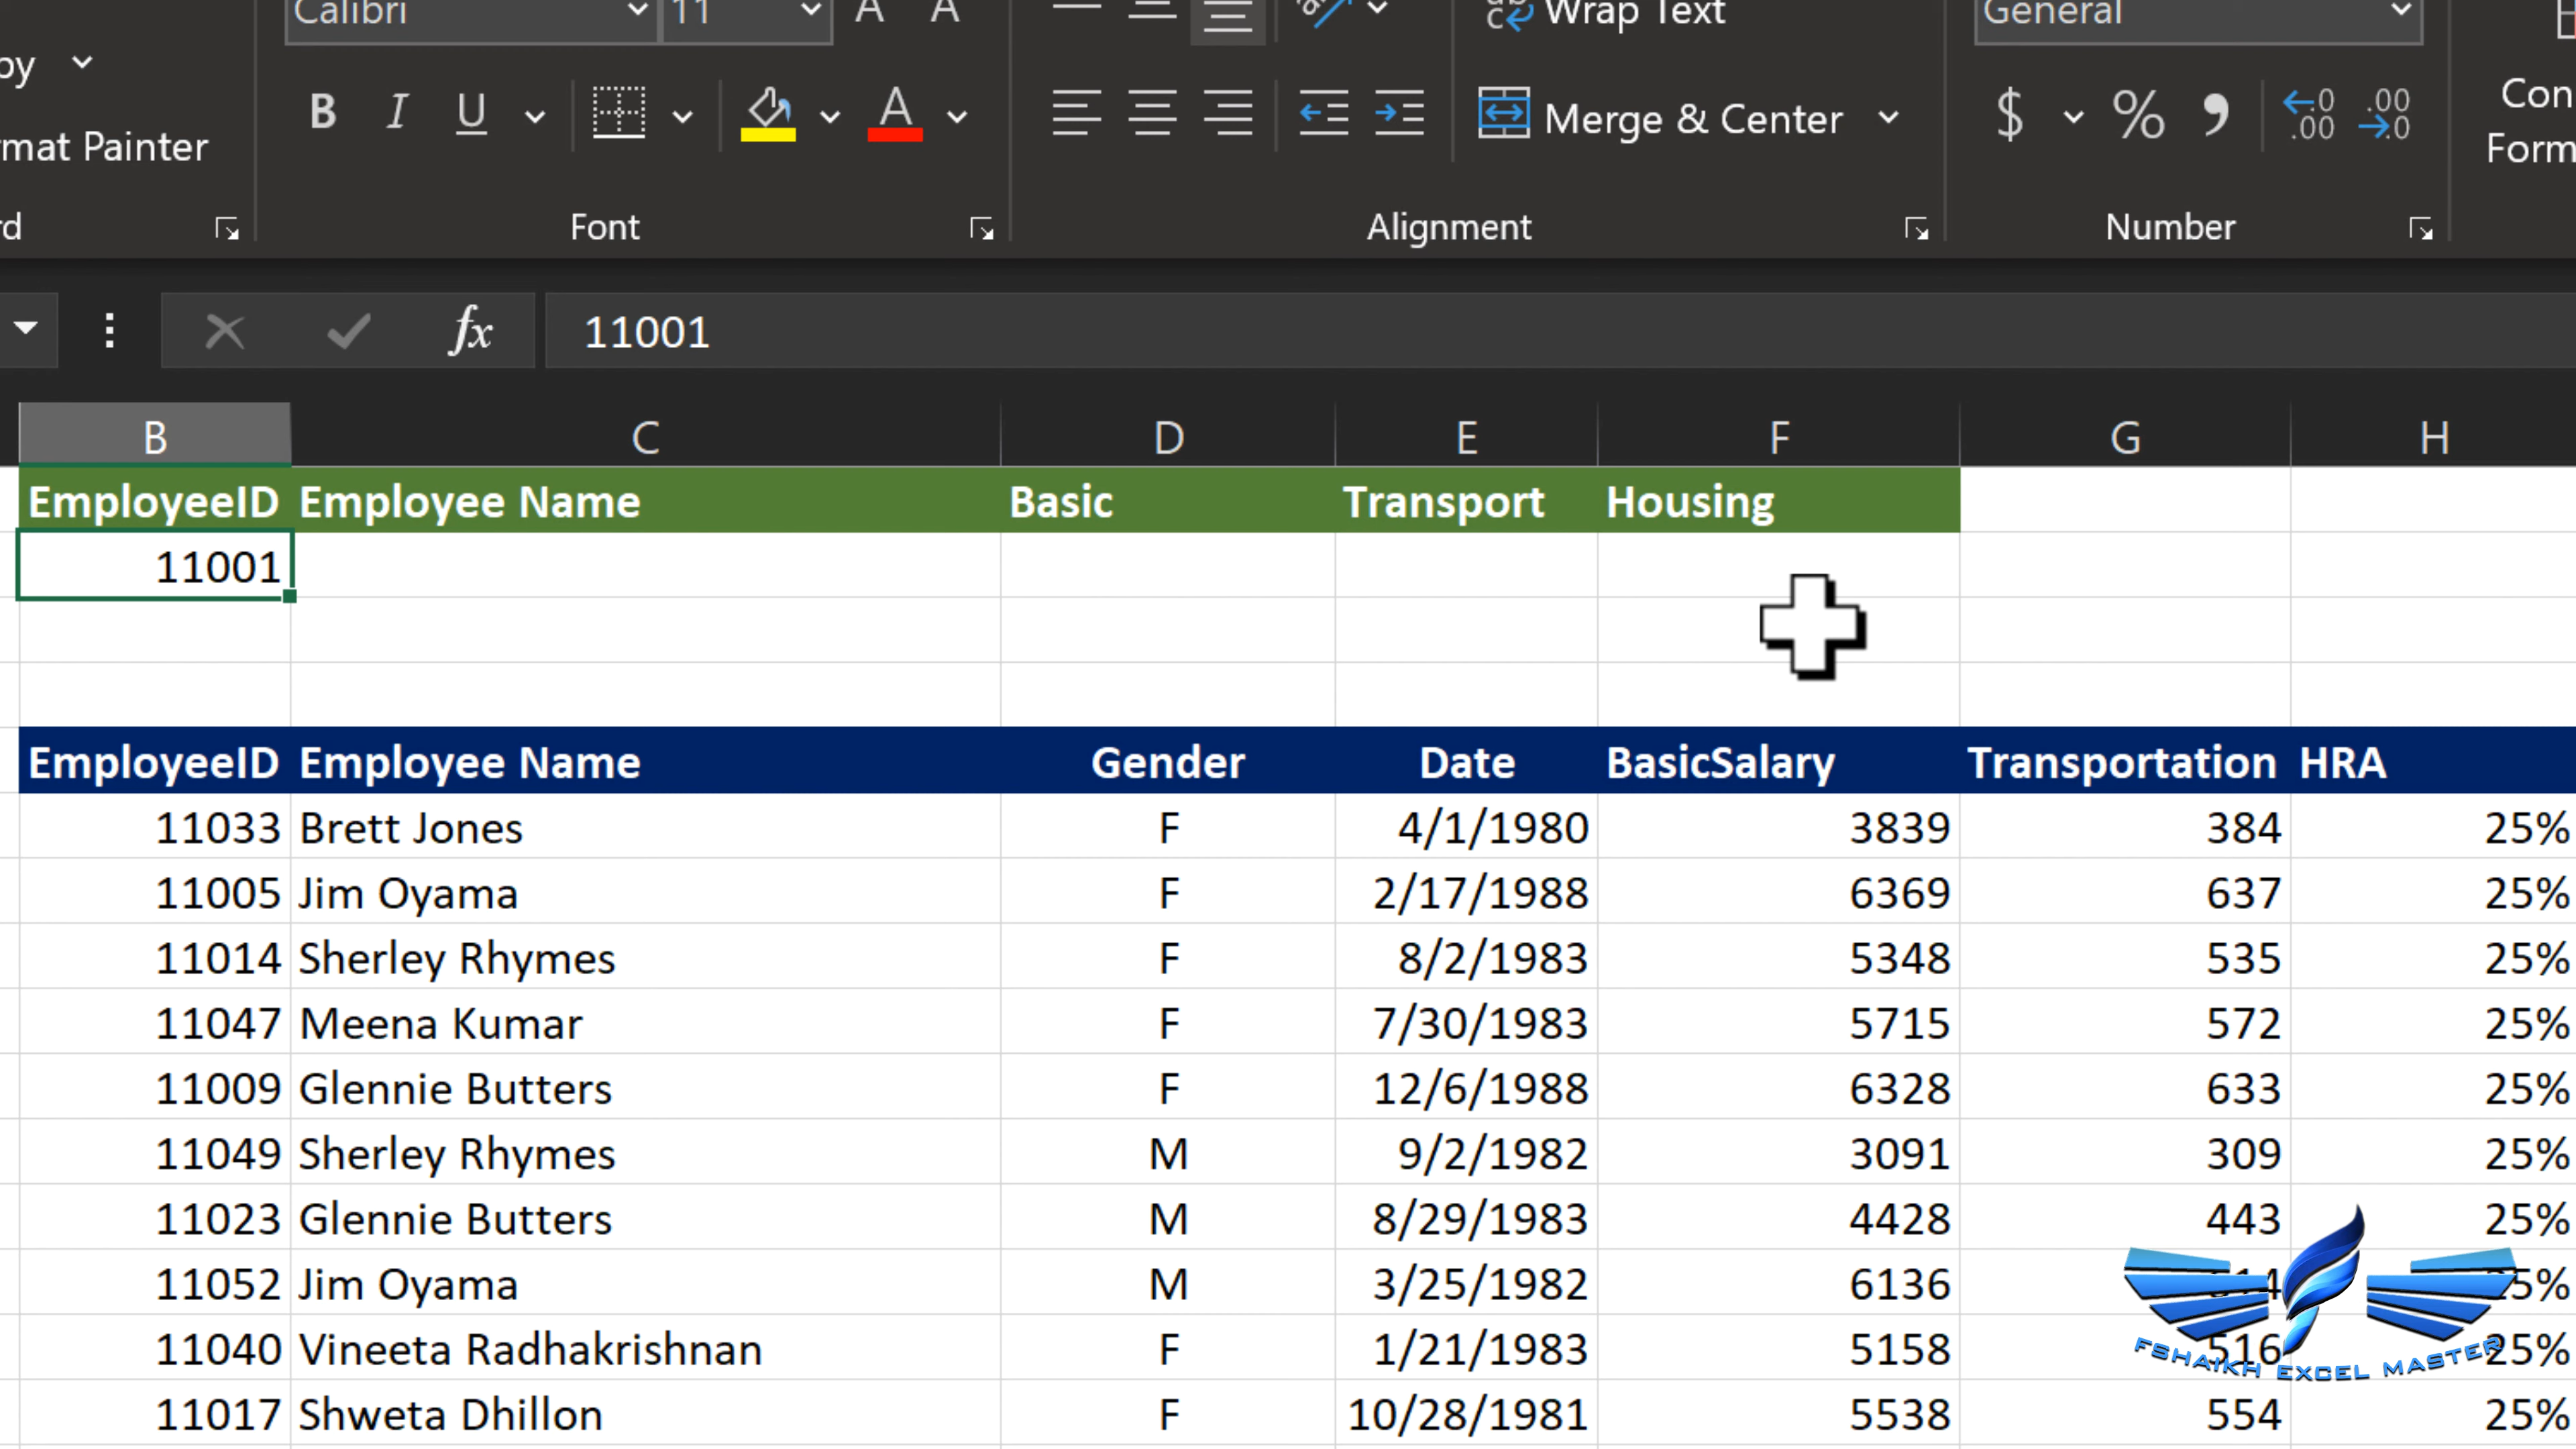 Calibri 11 A A Wrap Text General
B I U A Merge & Center $ % .00 .00 Con
Format Painter Form
Font Alignment Number
fx 11001
B C D E F G H
EmployeeID Employee Name Basic Transport Housing
11001
EmployeeID Employee Name Gender Date BasicSalary Transportation HRA
11033 Brett Jones F 4/1/1980 3839 384 25%
11005 Jim Oyama F 2/17/1988 6369 637 25%
11014 Sherley Rhymes F 8/2/1983 5348 535 25%
11047 Meena Kumar F 7/30/1983 5715 572 25%
11009 Glennie Butters F 12/6/1988 6328 633 25%
11049 Sherley Rhymes M 9/2/1982 3091 309 25%
11023 Glennie Butters M 8/29/1983 4428 443 25%
11052 Jim Oyama M 3/25/1982 6136
11040 Vineeta Radhakrishnan F 1/21/1983 5158 516 25%
FSHAIKH EXCEL MASTER
11017 Shweta Dhillon F 10/28/1981 5538 554 25%